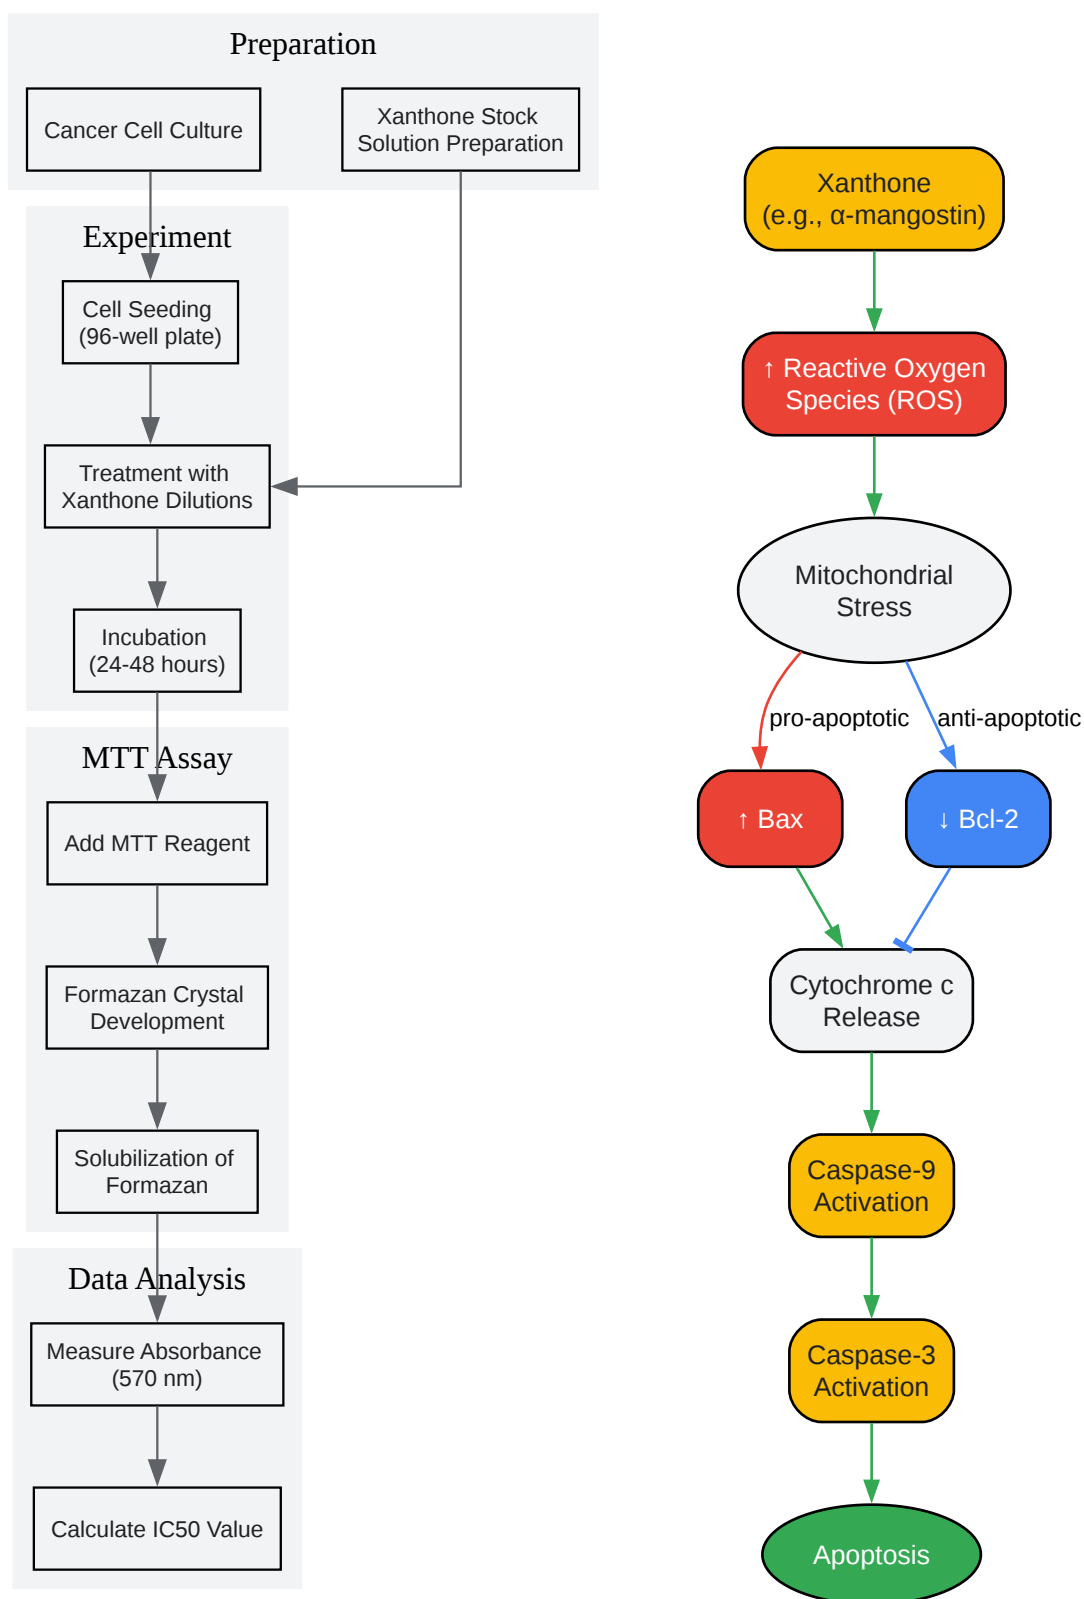 Preparation
Cancer Cell Culture
Xanthone Stock
Solution Preparation
Experiment
Cell Seeding
(96-well plate)
Treatment with
Xanthone Dilutions
Incubation
(24-48 hours)
MTT Assay
Add MTT Reagent
Formazan Crystal
Development
Solubilization of
Formazan
Data Analysis
Measure Absorbance
(570 nm)
Calculate IC50 Value
Xanthone
(e.g., α-mangostin)
↑ Reactive Oxygen
Species (ROS)
Mitochondrial
Stress
pro-apoptotic
anti-apoptotic
↑ Bax
↓ Bcl-2
Cytochrome c
Release
Caspase-9
Activation
Caspase-3
Activation
Apoptosis